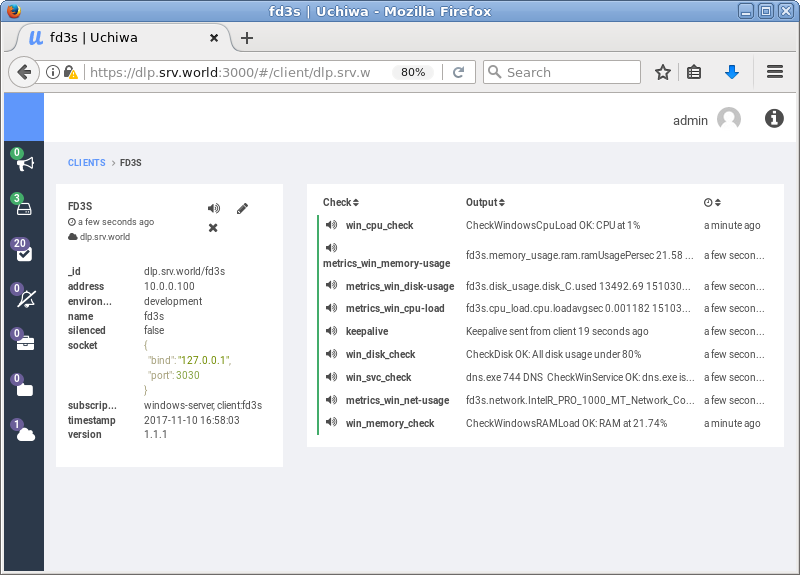 fd3s | Uchiwa - Mozilla Firefox
fd3s | Uchiwa
https://dlp.srv.world:3000/#/client/dlp.srv.w
80%
Search
admin
CLIENTS > FD3S
0
3
20
0
0
0
1
FD3S
a few seconds ago
dlp.srv.world
_id dlp.srv.world/fd3s
address 10.0.0.100
environ... development
name fd3s
silenced false
socket {
"bind": "127.0.0.1",
"port": 3030
}
subscrip... windows-server, client:fd3s
timestamp 2017-11-10 16:58:03
version 1.1.1
Check Output
win_cpu_check CheckWindowsCpuLoad OK: CPU at 1% a minute ago
metrics_win_memory-usage fd3s.memory_usage.ram.ramUsagePersec 21.58 ... a few secon...
metrics_win_disk-usage fd3s.disk_usage.disk_C.used 13492.69 151030... a few secon...
metrics_win_cpu-load fd3s.cpu_load.cpu.loadavgsec 0.001182 15103... a few secon...
keepalive Keepalive sent from client 19 seconds ago a few secon...
win_disk_check CheckDisk OK: All disk usage under 80% a few secon...
win_svc_check dns.exe 744 DNS CheckWinService OK: dns.exe is... a few secon...
metrics_win_net-usage fd3s.network.IntelR_PRO_1000_MT_Network_Co... a few secon...
win_memory_check CheckWindowsRAMLoad OK: RAM at 21.74% a minute ago